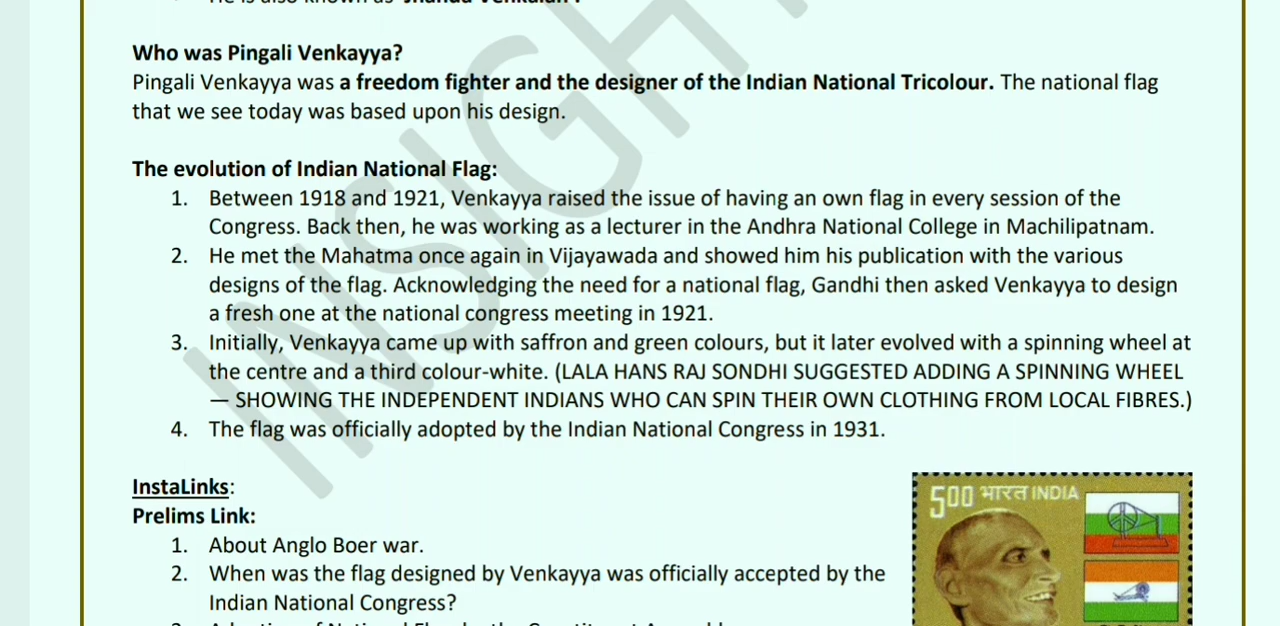 Who was Pingali Venkayya?
Pingali Venkayya was a freedom fighter and the designer of the Indian National Tricolour. The national flag
that we see today was based upon his design.
The evolution of Indian National Flag:
1. Between 1918 and 1921, Venkayya raised the issue of having an own flag in every session of the
Congress. Back then, he was working as a lecturer in the Andhra National College in Machilipatnam.
2. He met the Mahatma once again in Vijayawada and showed him his publication with the various
designs of the flag. Acknowledging the need for a national flag, Gandhi then asked Venkayya to design
a fresh one at the national congress meeting in 1921.
3. Initially, Venkayya came up with saffron and green colours, but it later evolved with a spinning wheel at
the centre and a third colour-white. (LALA HANS RAJ SONDHI SUGGESTED ADDING A SPINNING WHEEL
— SHOWING THE INDEPENDENT INDIANS WHO CAN SPIN THEIR OWN CLOTHING FROM LOCAL FIBRES.)
4. The flag was officially adopted by the Indian National Congress in 1931.
InstaLinks:
Prelims Link:
1. About Anglo Boer war.
2. When was the flag designed by Venkayya was officially accepted by the
Indian National Congress?
500 भारत INDIA
INSIGH